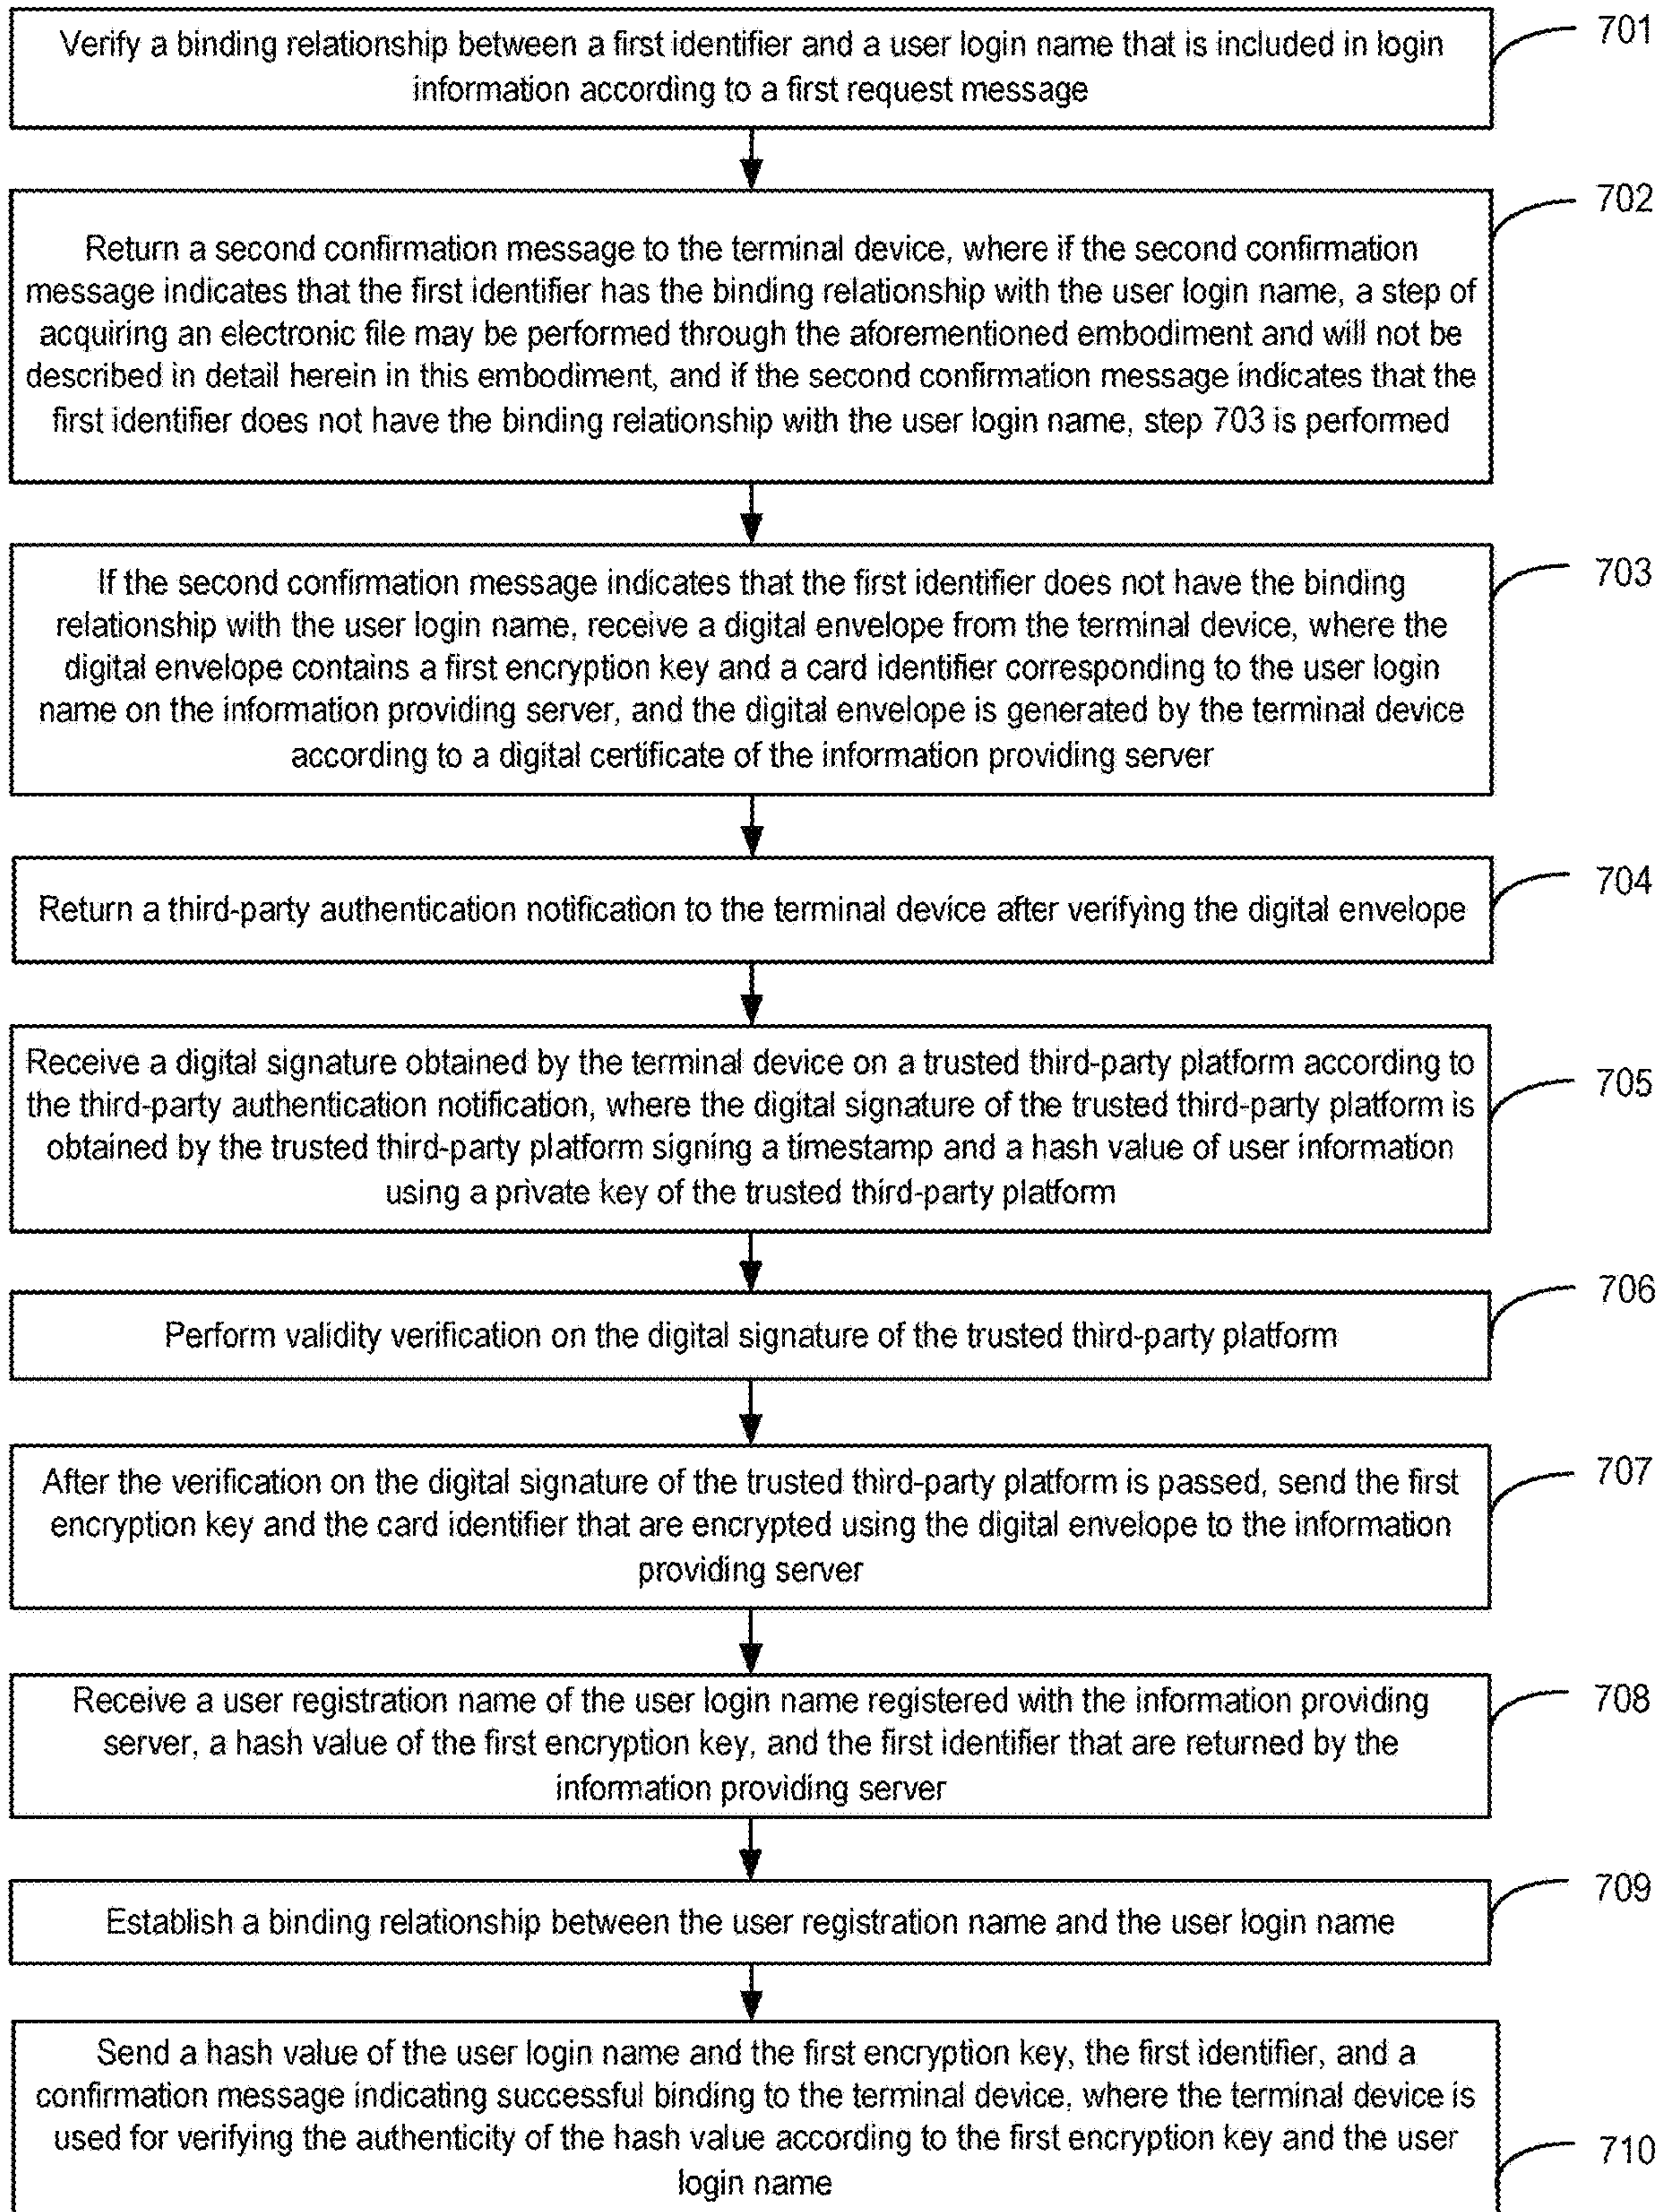 Verify a binding relationship between a first identifier and a user login name that is included in login
information according to a first request message
701
Return a second confirmation message to the terminal device, where if the second confirmation
message indicates that the first identifier has the binding relationship with the user login name, a step of
acquiring an electronic file may be performed through the aforementioned embodiment and will not be
described in detail herein in this embodiment, and if the second confirmation message indicates that the
first identifier does not have the binding relationship with the user login name, step 703 is performed
702
If the second confirmation message indicates that the first identifier does not have the binding
relationship with the user login name, receive a digital envelope from the terminal device, where the
digital envelope contains a first encryption key and a card identifier corresponding to the user login
name on the information providing server, and the digital envelope is generated by the terminal device
according to a digital certificate of the information providing server
703
Return a third-party authentication notification to the terminal device after verifying the digital envelope
704
Receive a digital signature obtained by the terminal device on a trusted third-party platform according to
the third-party authentication notification, where the digital signature of the trusted third-party platform is
obtained by the trusted third-party platform signing a timestamp and a hash value of user information
using a private key of the trusted third-party platform
705
Perform validity verification on the digital signature of the trusted third-party platform
706
After the verification on the digital signature of the trusted third-party platform is passed, send the first
encryption key and the card identifier that are encrypted using the digital envelope to the information
providing server
707
Receive a user registration name of the user login name registered with the information providing
server, a hash value of the first encryption key, and the first identifier that are returned by the
information providing server
708
Establish a binding relationship between the user registration name and the user login name
709
Send a hash value of the user login name and the first encryption key, the first identifier, and a
confirmation message indicating successful binding to the terminal device, where the terminal device is
used for verifying the authenticity of the hash value according to the first encryption key and the user
login name
710